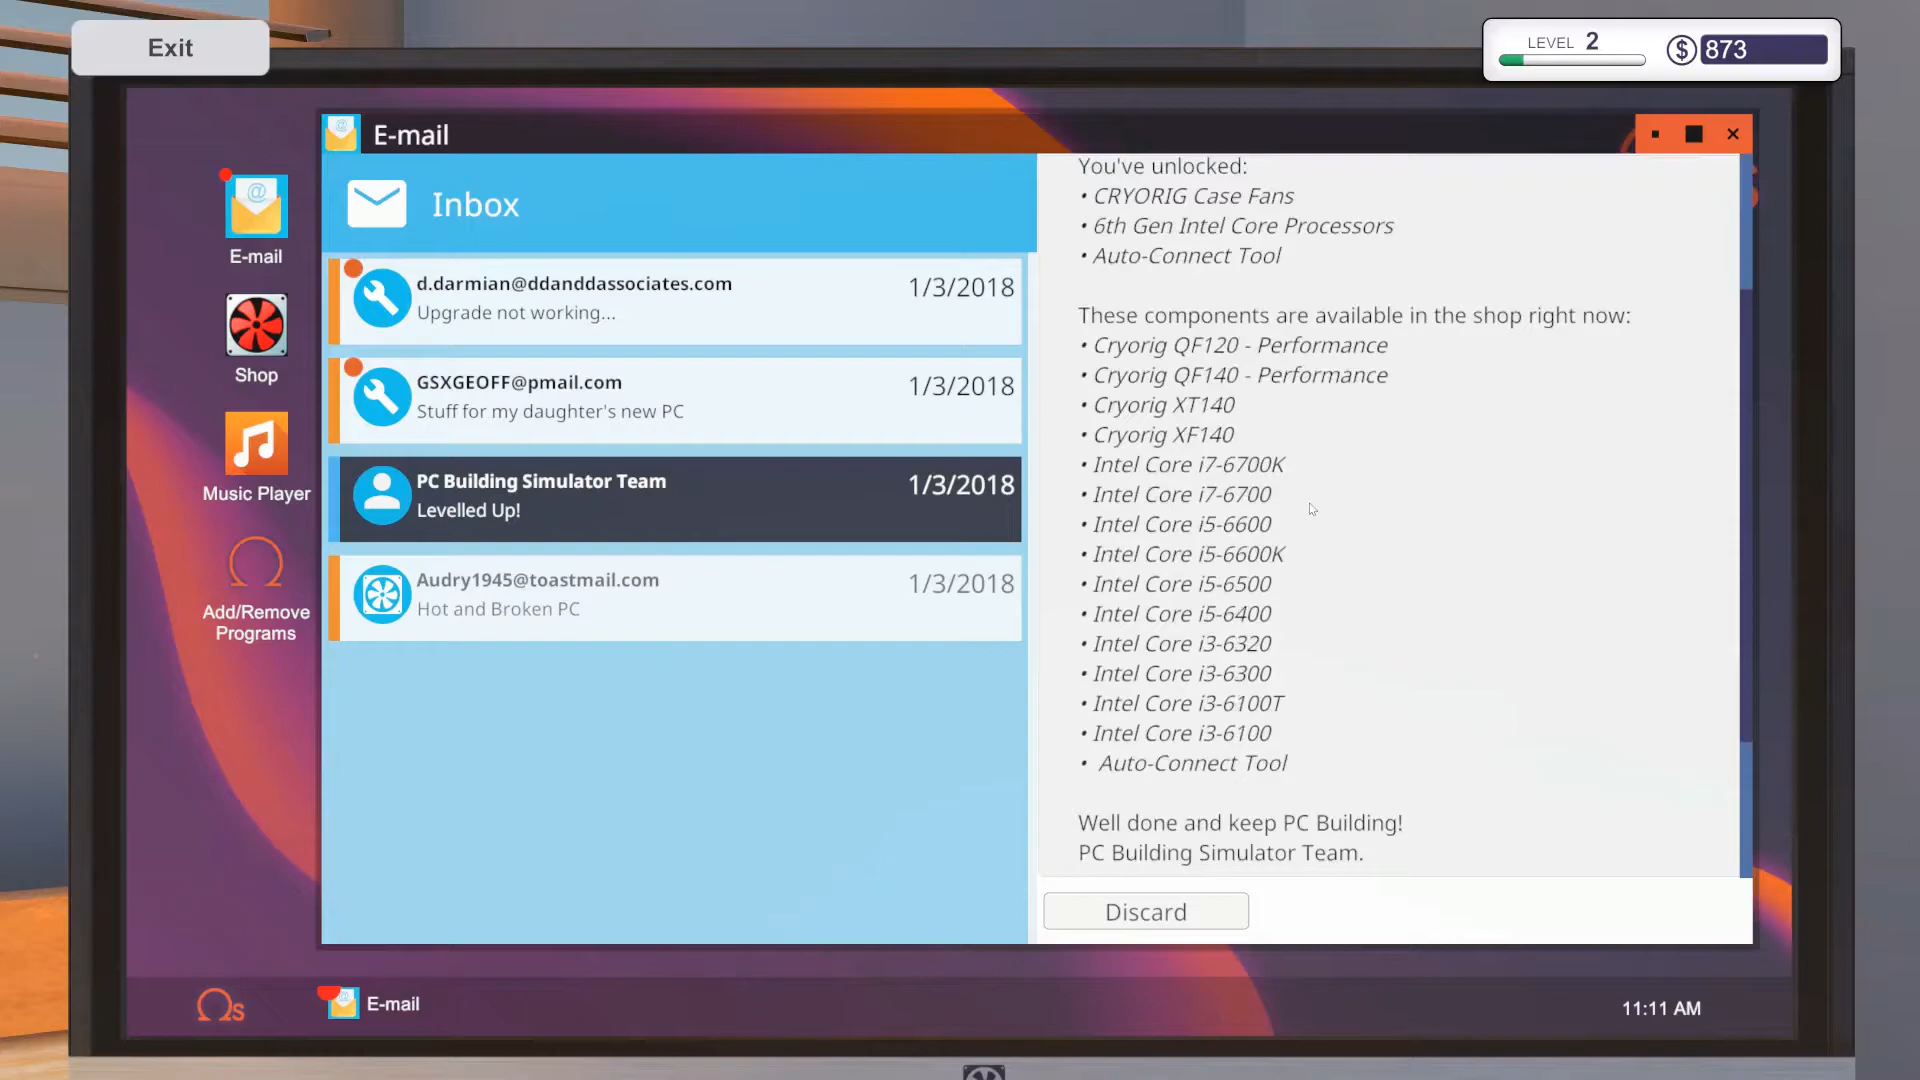 Exit
LEVEL 2
$ 873
E-mail
Inbox
E-mail
Shop
Music Player
Add/Remove
Programs
d.darmian@ddanddassociates.com
1/3/2018
Upgrade not working...
GSXGEOFF@pmail.com
1/3/2018
Stuff for my daughter's new PC
PC Building Simulator Team
1/3/2018
Levelled Up!
Audry1945@toastmail.com
1/3/2018
Hot and Broken PC
You've unlocked:
• CRYORIG Case Fans
• 6th Gen Intel Core Processors
• Auto-Connect Tool
These components are available in the shop right now:
• Cryorig QF120 - Performance
• Cryorig QF140 - Performance
• Cryorig XT140
• Cryorig XF140
• Intel Core i7-6700K
• Intel Core i7-6700
• Intel Core i5-6600
• Intel Core i5-6600K
• Intel Core i5-6500
• Intel Core i5-6400
• Intel Core i3-6320
• Intel Core i3-6300
• Intel Core i3-6100T
• Intel Core i3-6100
• Auto-Connect Tool
Well done and keep PC Building!
PC Building Simulator Team.
Discard
Ωs
E-mail
11:11 AM